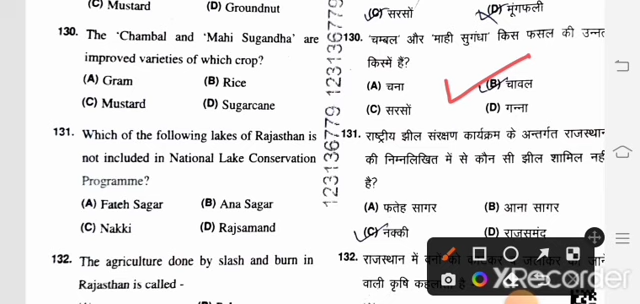 (C) Mustard (D) Groundnut
130. The ‘Chambal and ‘Mahi Sugandha’ are
improved varieties of which crop?
(A) Gram (B) Rice
(C) Mustard (D) Sugarcane
131. Which of the following lakes of Rajasthan is
not included in National Lake Conservation
Programme?
(A) Fateh Sagar (B) Ana Sagar
(C) Nakki (D) Rajsamand
132. The agriculture done by slash and burn in
Rajasthan is called -
1231367 79 123136779
(C) सरसों (D) मूंगफली
130. ‘चम्बल’ और ‘माही सुगंधा’ किस फसल की उन्नत
किस्में हैं?
(A) चना (B) चावल
(C) सरसों (D) गन्ना
131. राष्ट्रीय झील संरक्षण कार्यक्रम के अन्तर्गत राजस्थान
की निम्नलिखित में से कौन सी झील शामिल नहीं
है?
(A) फतेह सागर (B) आना सागर
(C) नक्की (D) राजसमंद
132. राजस्थान में वनों को
वाली कृषि
XRecorder